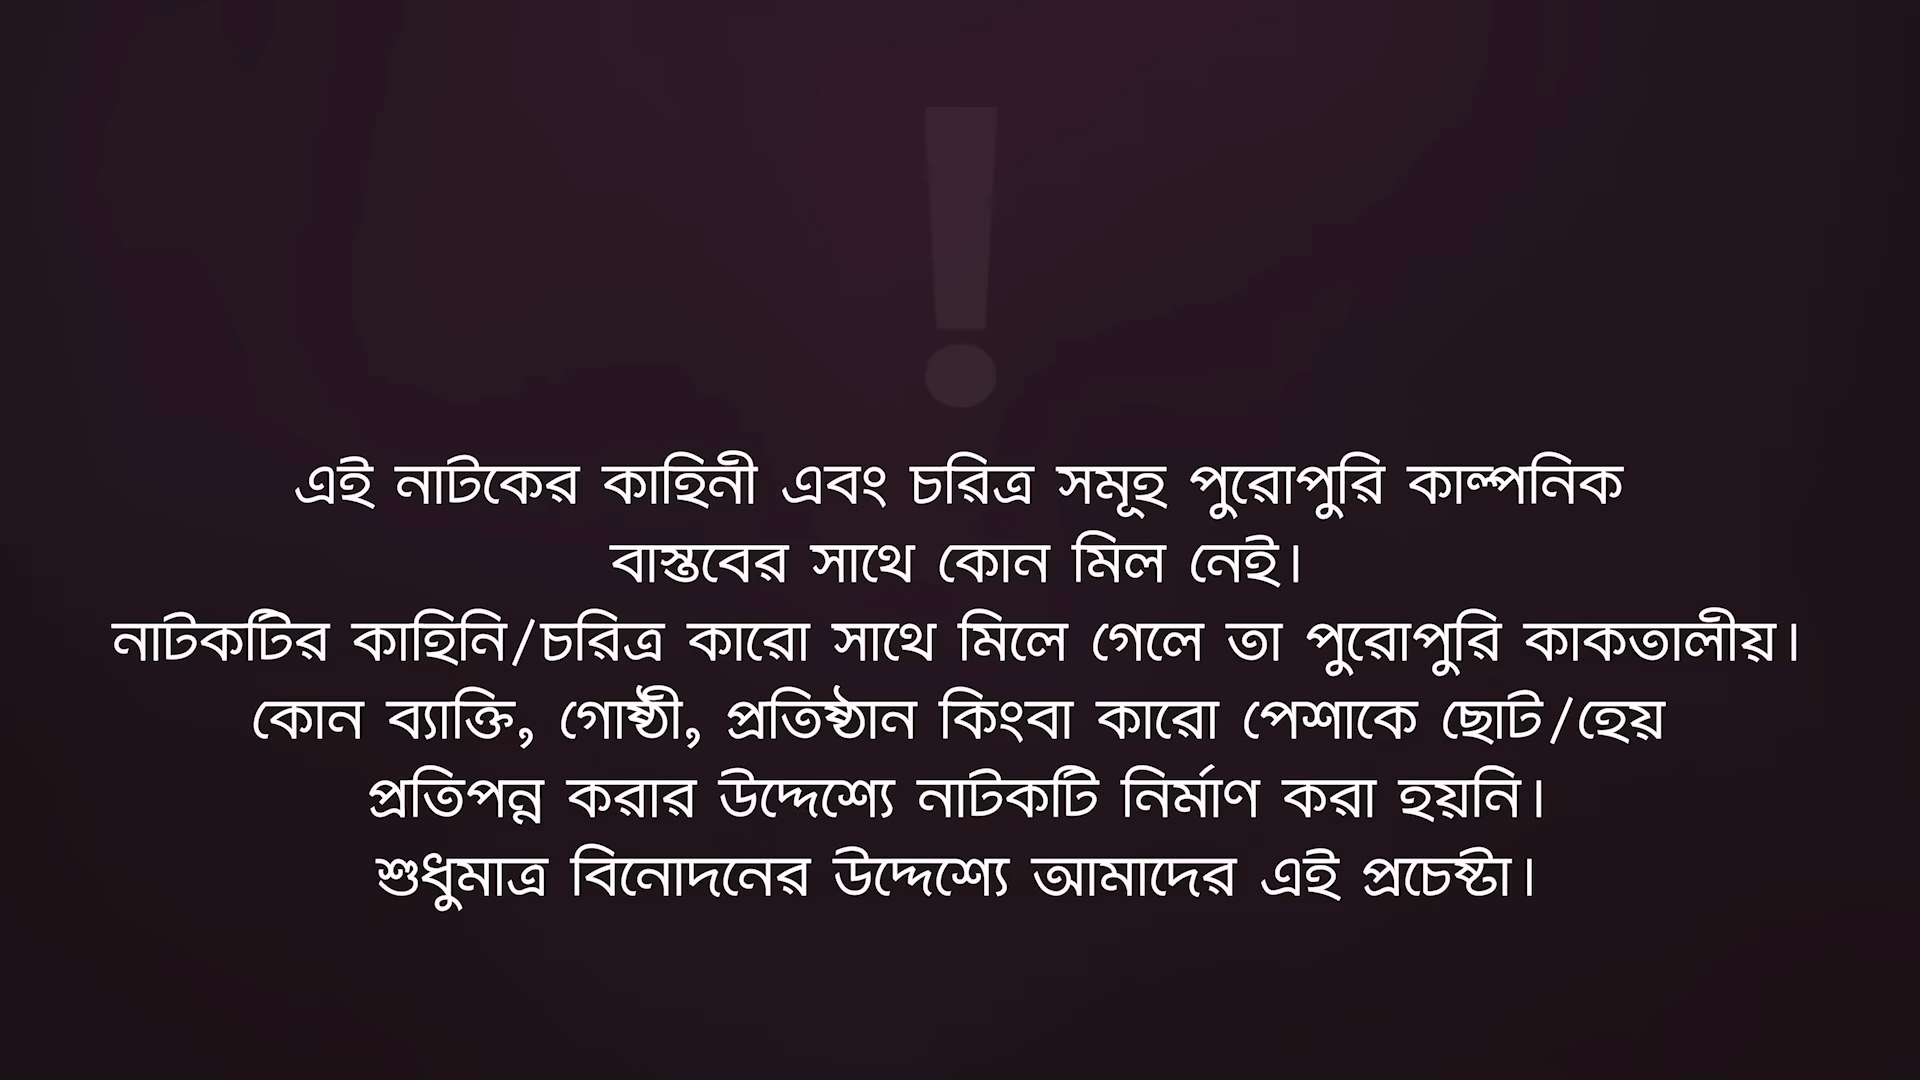 !
এই নাটকের কাহিনী এবং চরিত্র সমূহ পুরোপুরি কাল্পনিক
বাস্তবের সাথে কোন মিল নেই।
নাটকটির কাহিনি/চরিত্র কারো সাথে মিলে গেলে তা পুরোপুরি কাকতালীয়।
কোন ব্যাক্তি, গোষ্ঠী, প্রতিষ্ঠান কিংবা কারো পেশাকে ছোট/হেয়
প্রতিপন্ন করার উদ্দেশ্যে নাটকটি নির্মাণ করা হয়নি।
শুধুমাত্র বিনোদনের উদ্দেশ্যে আমাদের এই প্রচেষ্টা।